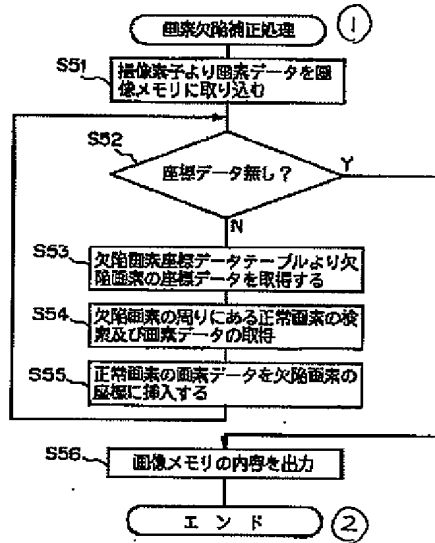 画素欠陥補正処理
①
S51
撮像素子より画素データを画
像メモリに取り込む
S52
座標データ無し？
Y
N
S53
欠陥画素座標データテーブルより欠
陥画素の座標データを取得する
S54
欠陥画素の周りにある正常画素の検
索及び画素データの取得
S55
正常画素の画素データを欠陥画素の
座標に挿入する
S56
画像メモリの内容を出力
エンド
②